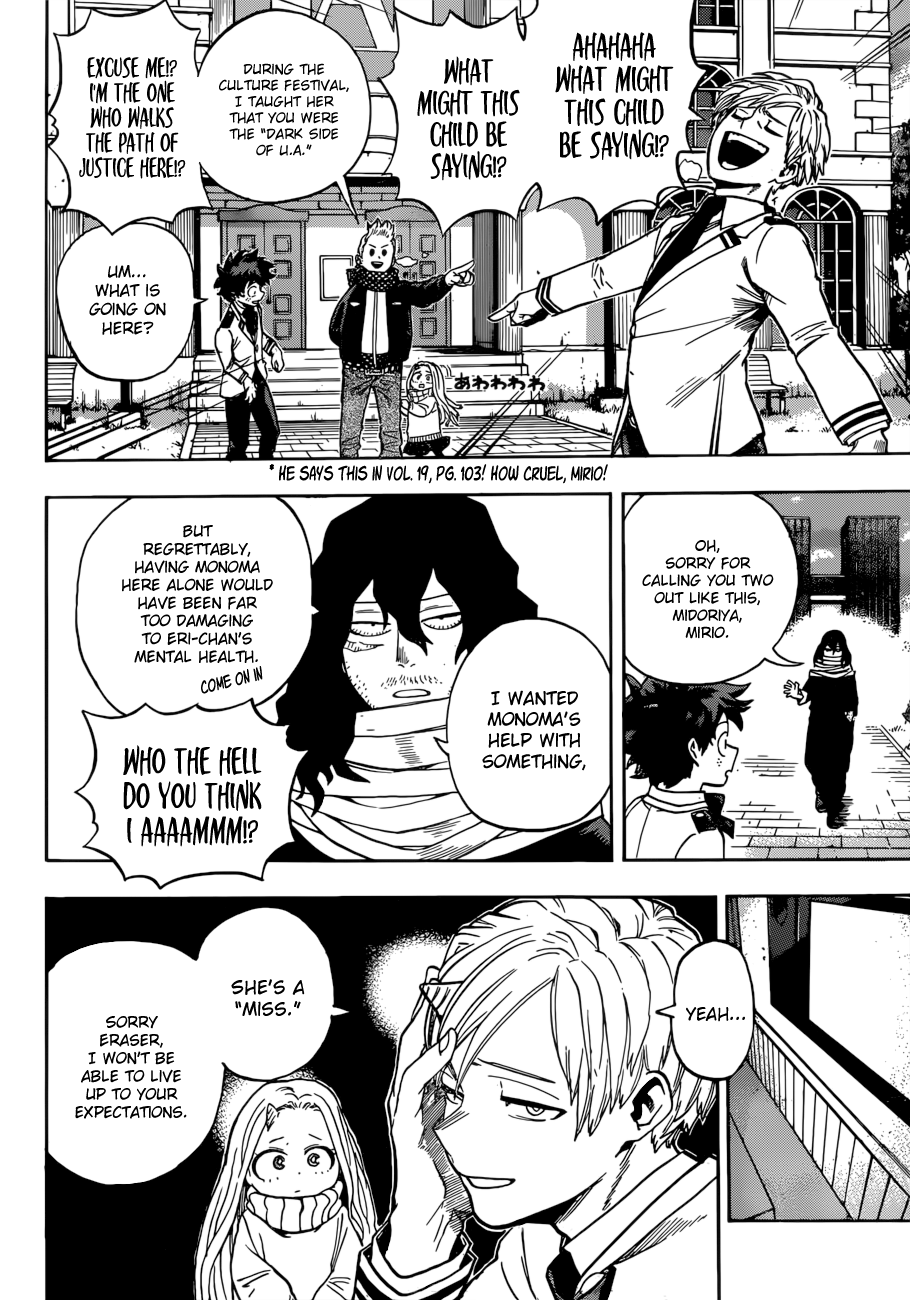 AHAHAHA
WHAT MIGHT
THIS CHILD
BE SAYING!?
WHAT
MIGHT THIS
CHILD BE
SAYING!?
DURING THE
CULTURE FESTIVAL,
I TAUGHT HER
THAT YOU WERE
THE "DARK SIDE
OF U.A."
EXCUSE ME!?
I'M THE ONE
WHO WALKS
THE PATH OF
JUSTICE HERE!?
UM...
WHAT IS
GOING ON
HERE?
あわわわわ
* HE SAYS THIS IN VOL. 19, PG. 103! HOW CRUEL, MIRIO!
OH,
SORRY FOR
CALLING YOU TWO
OUT LIKE THIS,
MIDORIYA,
MIRIO.
I WANTED
MONOMA'S
HELP WITH
SOMETHING,
BUT
REGRETTABLY,
HAVING MONOMA
HERE ALONE WOULD
HAVE BEEN FAR
TOO DAMAGING
TO ERI-CHAN'S
MENTAL HEALTH.
COME ON IN
WHO THE HELL
DO YOU THINK
I AAAAMMM!?
YEAH...
SHE'S A
"MISS."
SORRY
ERASER,
I WON'T BE
ABLE TO LIVE
UP TO YOUR
EXPECTATIONS.